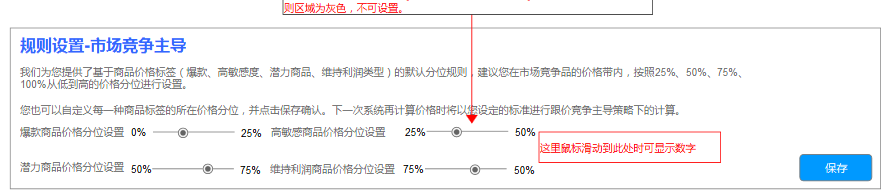 则区域为灰色，不可设置。
规则设置-市场竞争主导
我们为您提供了基于商品价格标签（爆款、高敏感度、潜力商品、维持利润类型）的默认分位规则，建议您在市场竞争品的价格带内，按照25%、50%、75%、
100%从低到高的价格分位进行设置。
您也可以自定义每一种商品标签的所在价格分位，并点击保存确认。下一次系统再计算价格时将以您设定的标准进行跟价竞争主导策略下的计算。
爆款商品价格分位设置 0% 25% 高敏感商品价格分位设置 25% 50%
这里鼠标滑动到此处时可显示数字
潜力商品价格分位设置 50% 75% 维持利润商品价格分位设置 75% 50%
保存